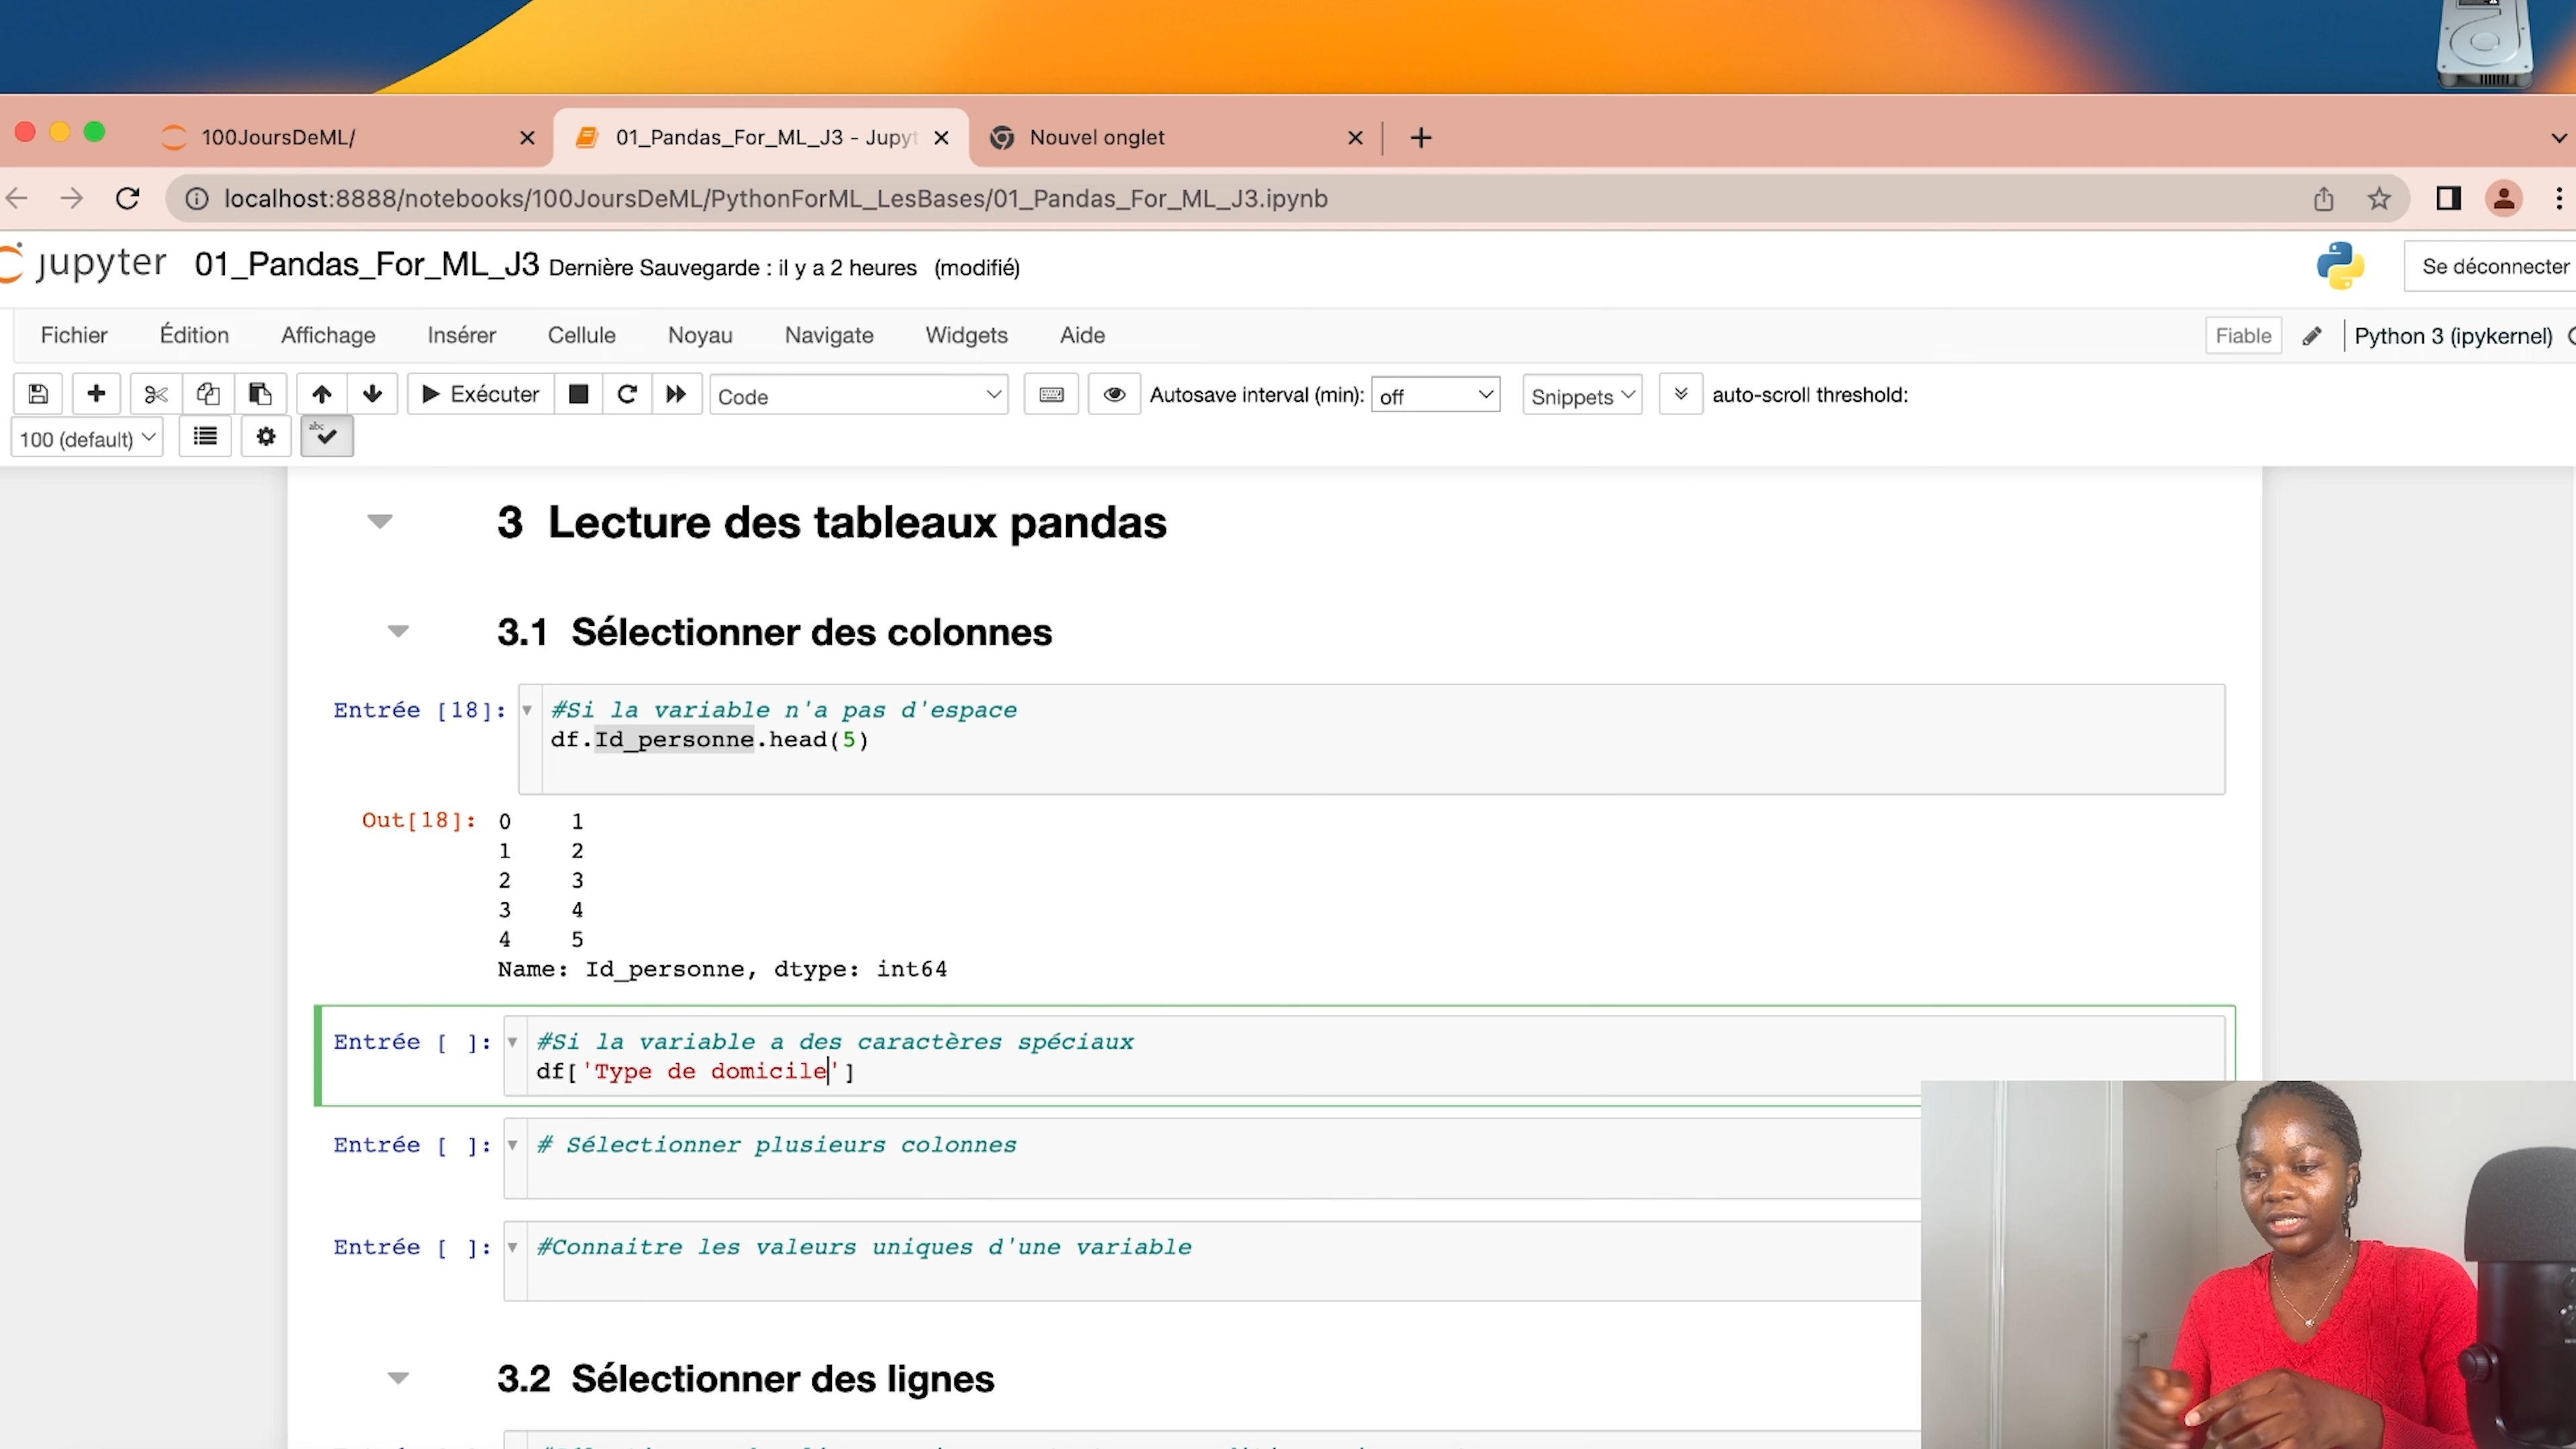 100JoursDeML/
01_Pandas_For_ML_J3 - Jupyt
Nouvel onglet
localhost:8888/notebooks/100JoursDeML/PythonForML_LesBases/01_Pandas_For_ML_J3.ipynb
jupyter 01_Pandas_For_ML_J3 Dernière Sauvegarde : il y a 2 heures (modifié)
Se déconnecter
Fichier Édition Affichage Insérer Cellule Noyau Navigate Widgets Aide
Fiable Python 3 (ipykernel)
Exécuter Code Autosave interval (min): off Snippets auto-scroll threshold:
100 (default) abc
3 Lecture des tableaux pandas
3.1 Sélectionner des colonnes
Entrée [18]: #Si la variable n'a pas d'espace
df.Id_personne.head(5)
Out[18]: 0 1
1 2
2 3
3 4
4 5
Name: Id_personne, dtype: int64
Entrée [ ]: #Si la variable a des caractères spéciaux
df['Type de domicile']
Entrée [ ]: # Sélectionner plusieurs colonnes
Entrée [ ]: #Connaitre les valeurs uniques d'une variable
3.2 Sélectionner des lignes